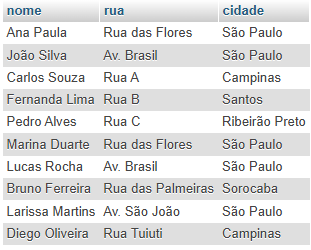 nome rua cidade
Ana Paula Rua das Flores São Paulo
João Silva Av. Brasil São Paulo
Carlos Souza Rua A Campinas
Fernanda Lima Rua B Santos
Pedro Alves Rua C Ribeirão Preto
Marina Duarte Rua das Flores São Paulo
Lucas Rocha Av. Brasil São Paulo
Bruno Ferreira Rua das Palmeiras Sorocaba
Larissa Martins Av. São João São Paulo
Diego Oliveira Rua Tuiuti Campinas